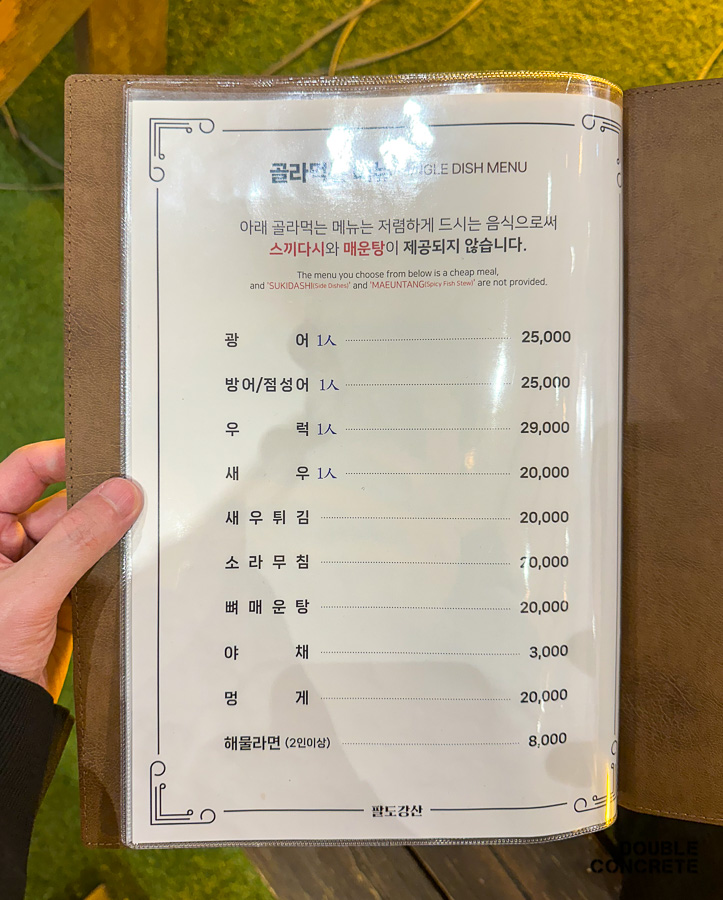 DISH MENU
아래 골라먹는 메뉴는 저렴하게 드시는 음식으로써
스끼다시와 매운탕이 제공되지 않습니다.
The menu you choose from below is a cheap meal,
and 'SUKIDASHI(Side Dishes)' and 'MAEUNTANG(Spicy Fish Stew)' are not provided.
광어 1人 25,000
방어/점성어 1人 25,000
우럭 1人 29,000
새우 1人 20,000
새우튀김 20,000
소라무침 20,000
뼈매운탕 20,000
야채 3,000
멍게 20,000
해물라면 (2인이상) 8,000
팔도강산
DOUBLE
CONCRETE